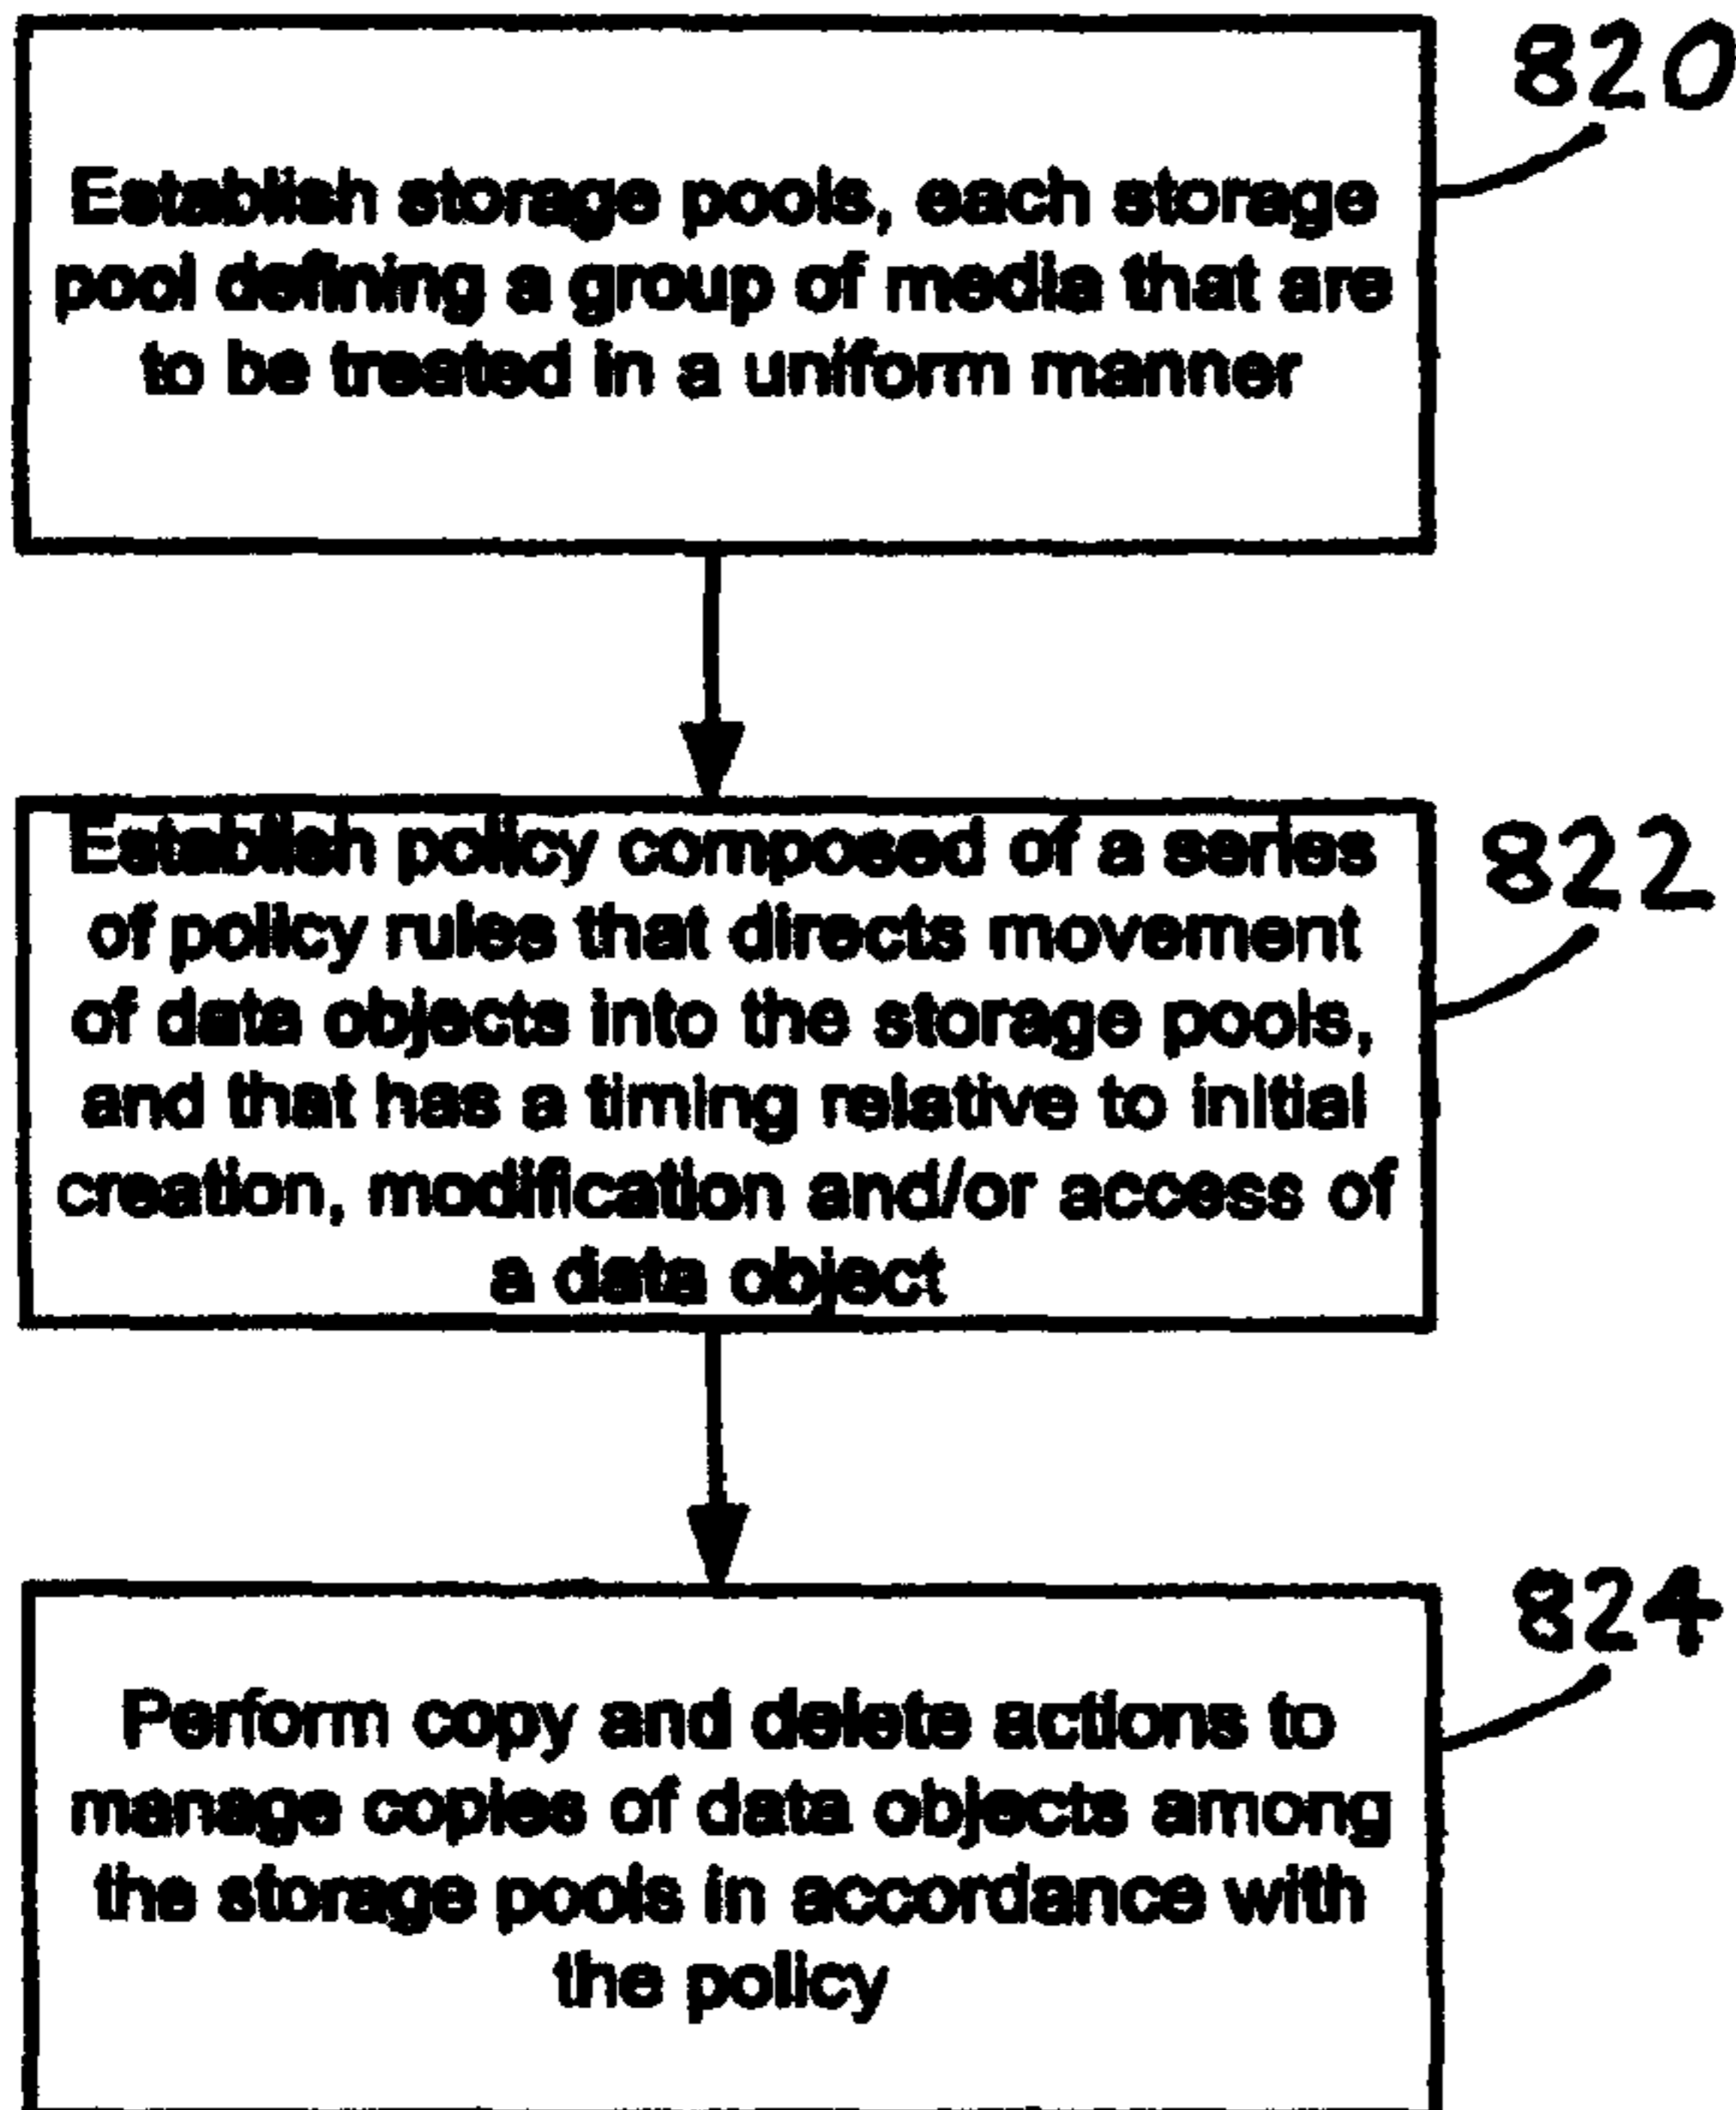 820
Establish storage pools, each storage
pool defining a group of media that are
to be treated in a uniform manner
822
Establish policy composed of a series
of policy rules that directs movement
of data objects into the storage pools,
and that has a timing relative to initial
creation, modification and/or access of
a data object
824
Perform copy and delete actions to
manage copies of data objects among
the storage pools in accordance with
the policy